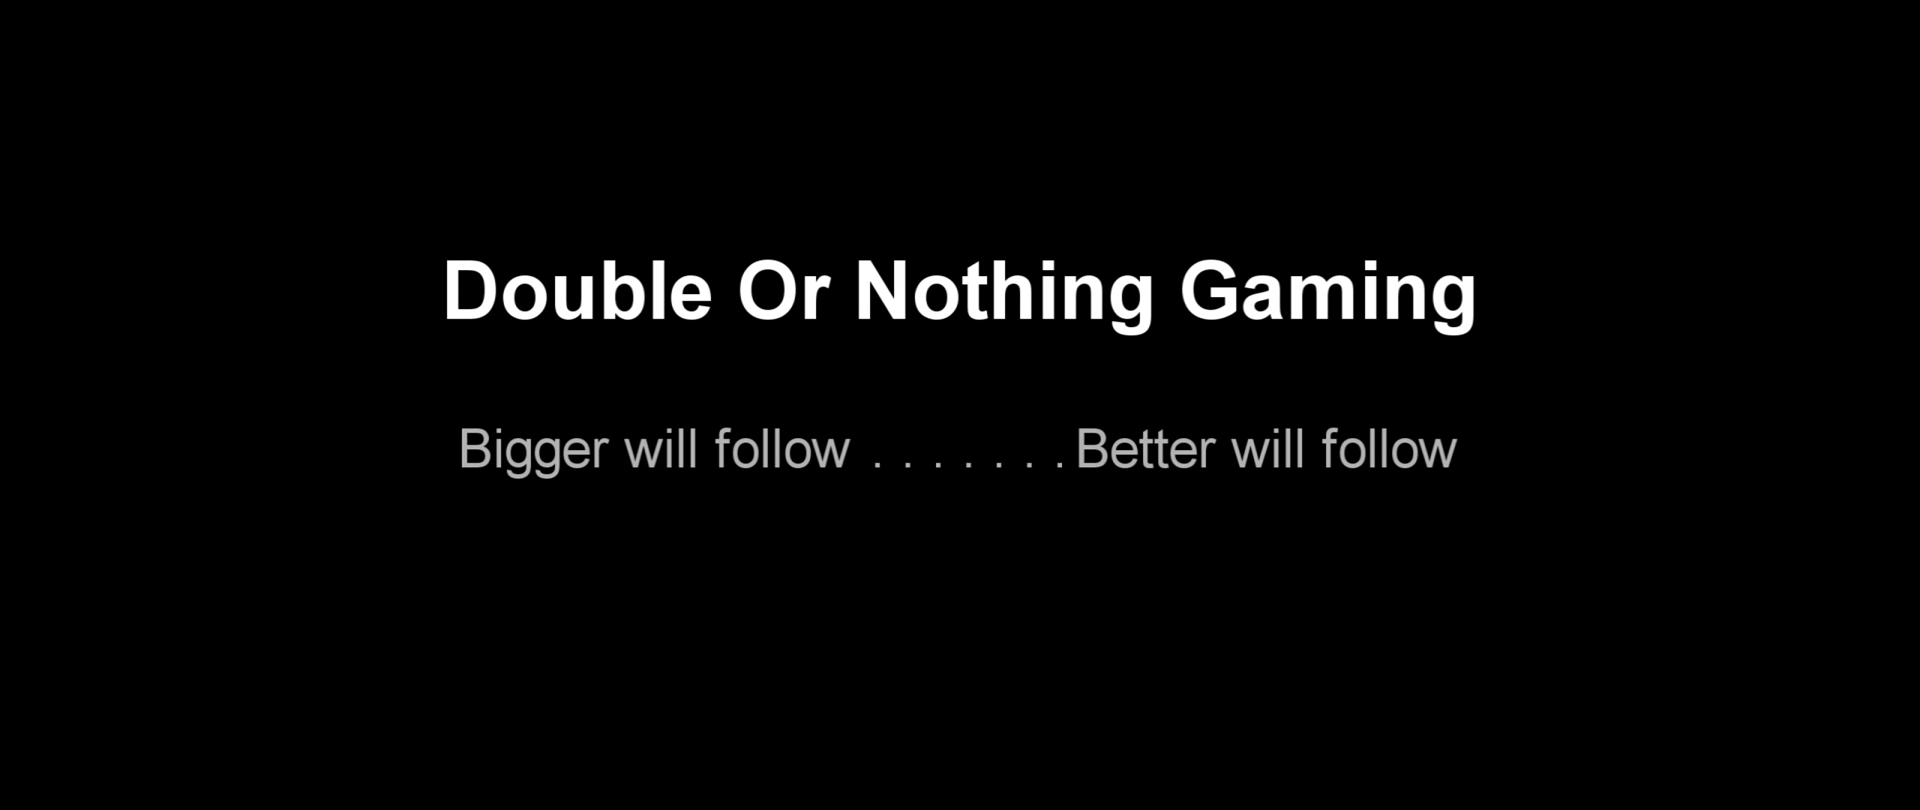 Double Or Nothing Gaming
Bigger will follow . . . . . . . Better will follow